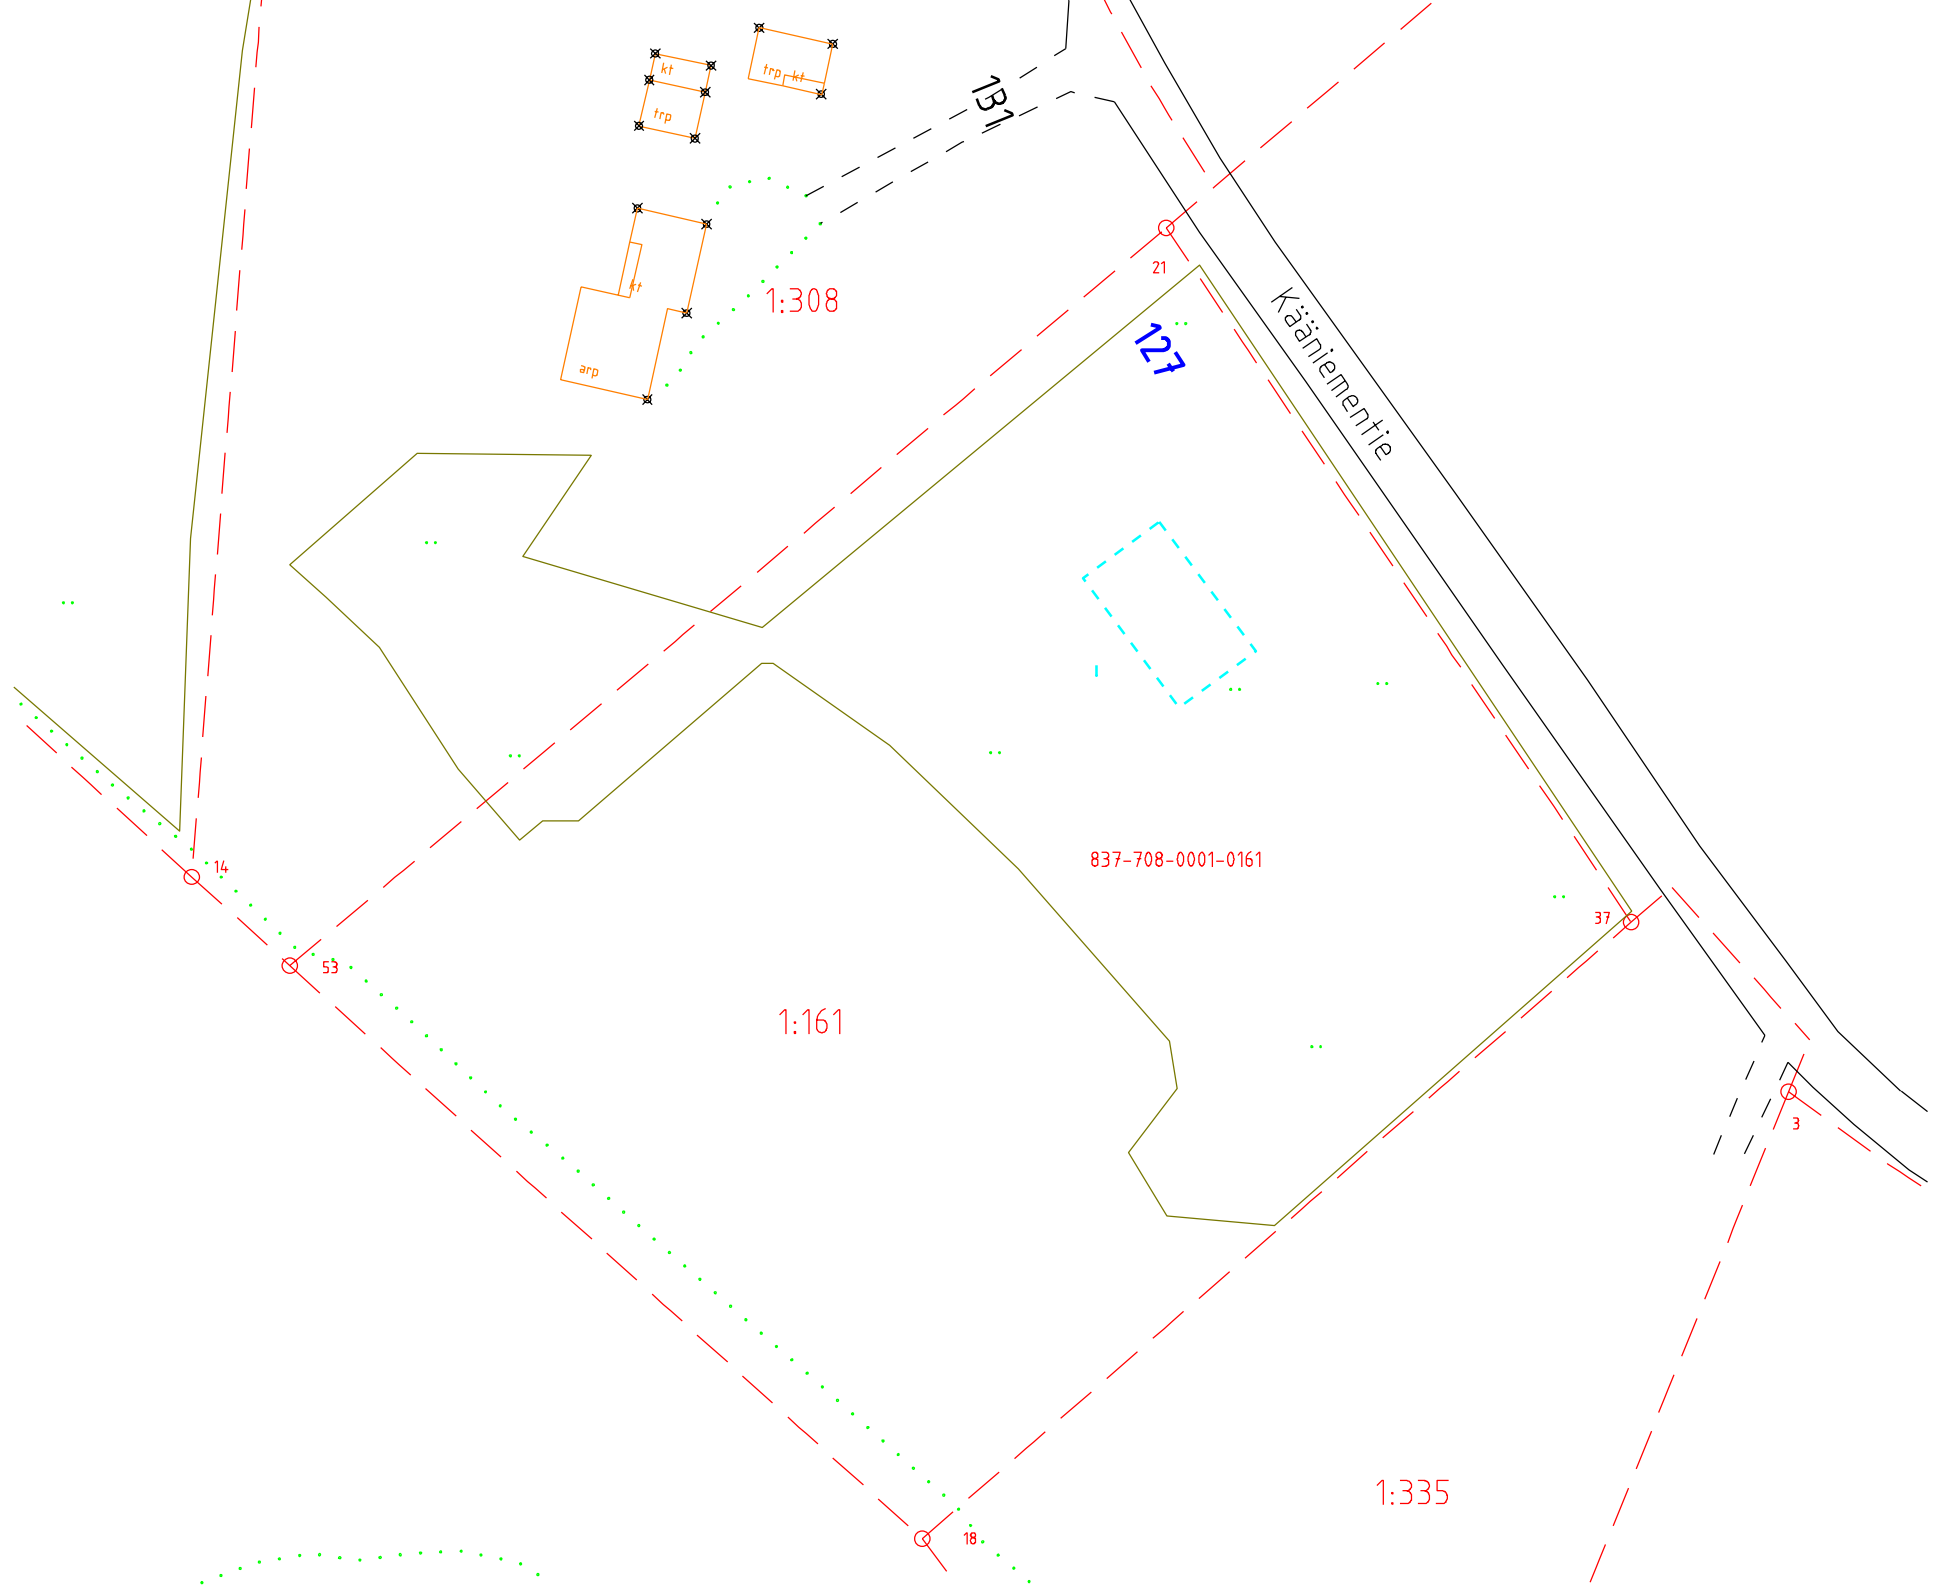 kt
trp kt
trp
1B1
21
kt
1:308
127
Kääniementie
arp
837-708-0001-0161
14
37
53
1:161
3
1:335
18